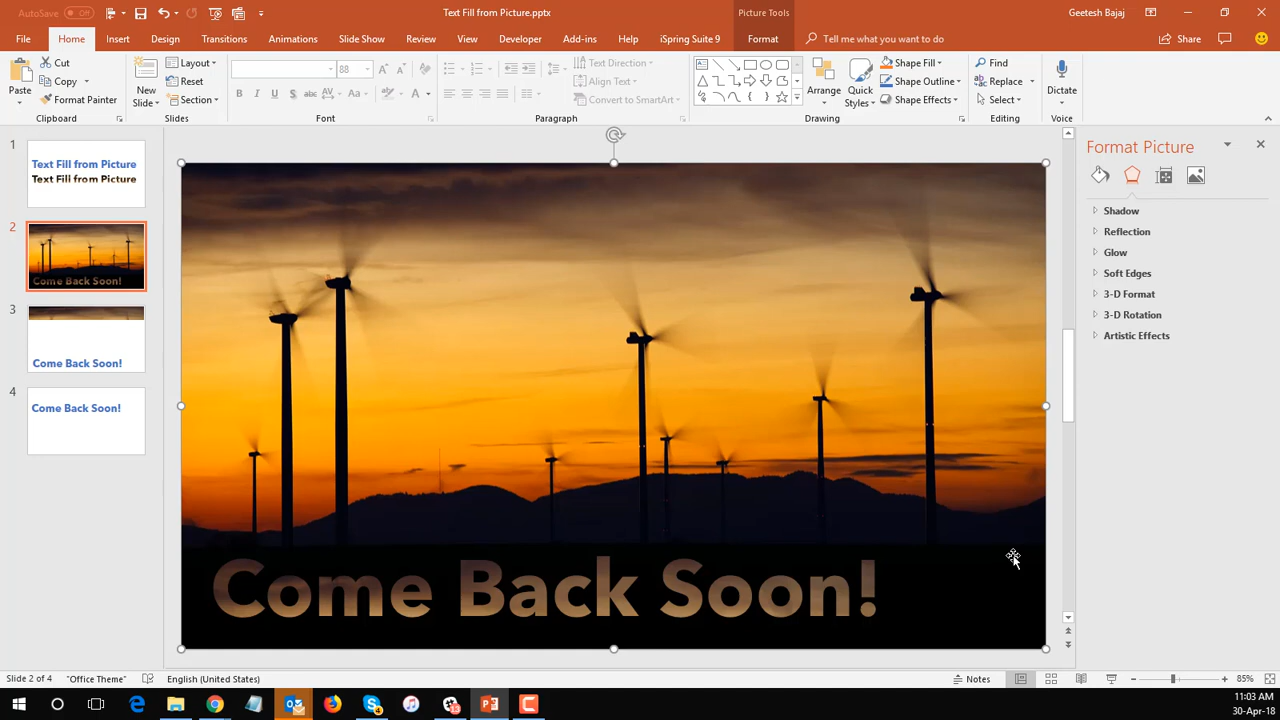 AutoSave Off
Text Fill from Picture.pptx
Picture Tools
Geetesh Bajaj
File Home Insert Design Transitions Animations Slide Show Review View Developer Add-ins Help iSpring Suite 9 Format Tell me what you want to do Share
Paste
Cut
Copy
Format Painter
Clipboard
New Slide
Layout
Reset
Section
Slides
88
Font
Text Direction
Align Text
Convert to SmartArt
Paragraph
Arrange
Quick Styles
Shape Fill
Shape Outline
Shape Effects
Drawing
Find
Replace
Select
Editing
Dictate
Voice
1
Text Fill from Picture
Text Fill from Picture
2
Come Back Soon!
3
Come Back Soon!
4
Come Back Soon!
Come Back Soon!
Format Picture
Shadow
Reflection
Glow
Soft Edges
3-D Format
3-D Rotation
Artistic Effects
Slide 2 of 4 "Office Theme" English (United States) Notes 85%
11:03 AM
30-Apr-18